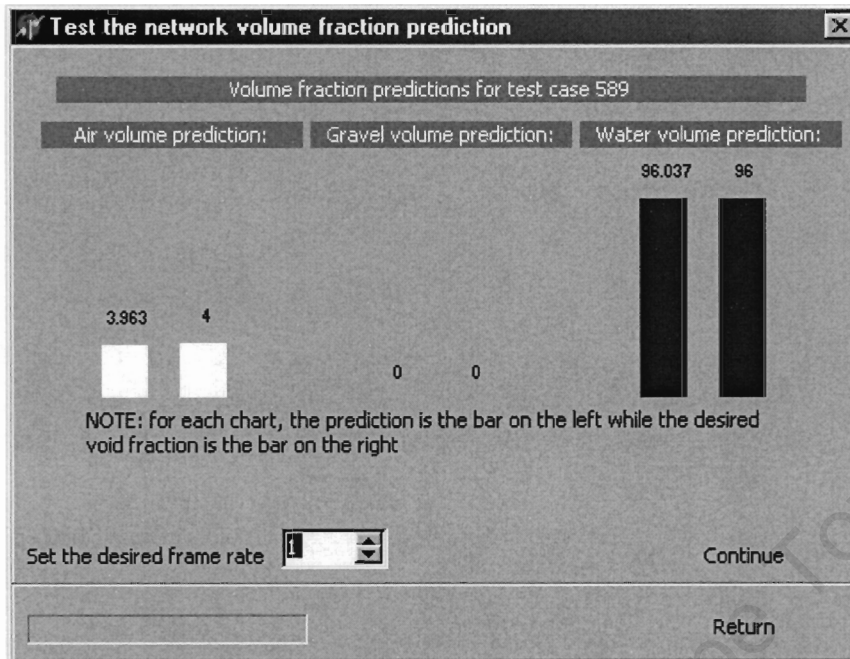 Test the network volume fraction prediction
Volume fraction predictions for test case 589
Air volume prediction: Gravel volume prediction: Water volume prediction:
96.037 96
3.963 4
0 0
NOTE: for each chart, the prediction is the bar on the left while the desired
void fraction is the bar on the right
Set the desired frame rate 1 Continue
Return